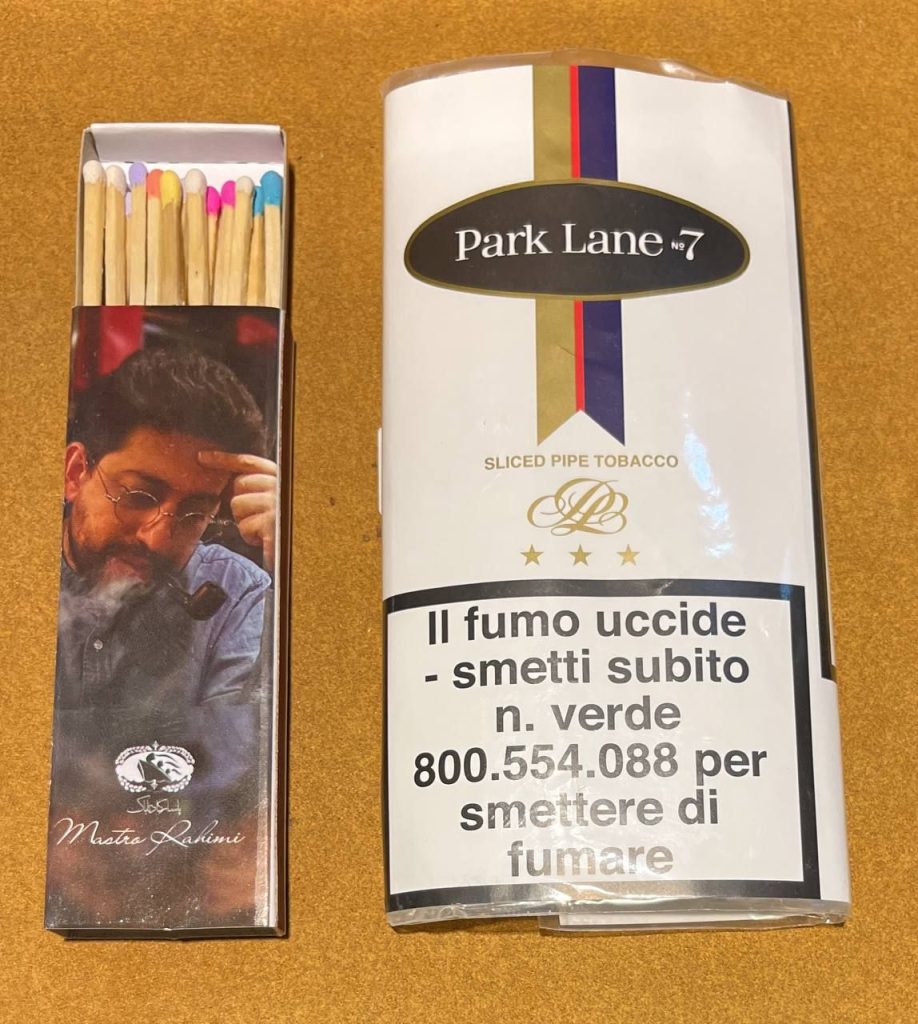 Park Lane №7
SLICED PIPE TOBACCO
PL
Il fumo uccide
- smetti subito
n. verde
800.554.088 per
smettere di
fumare
Mastro Rahimi